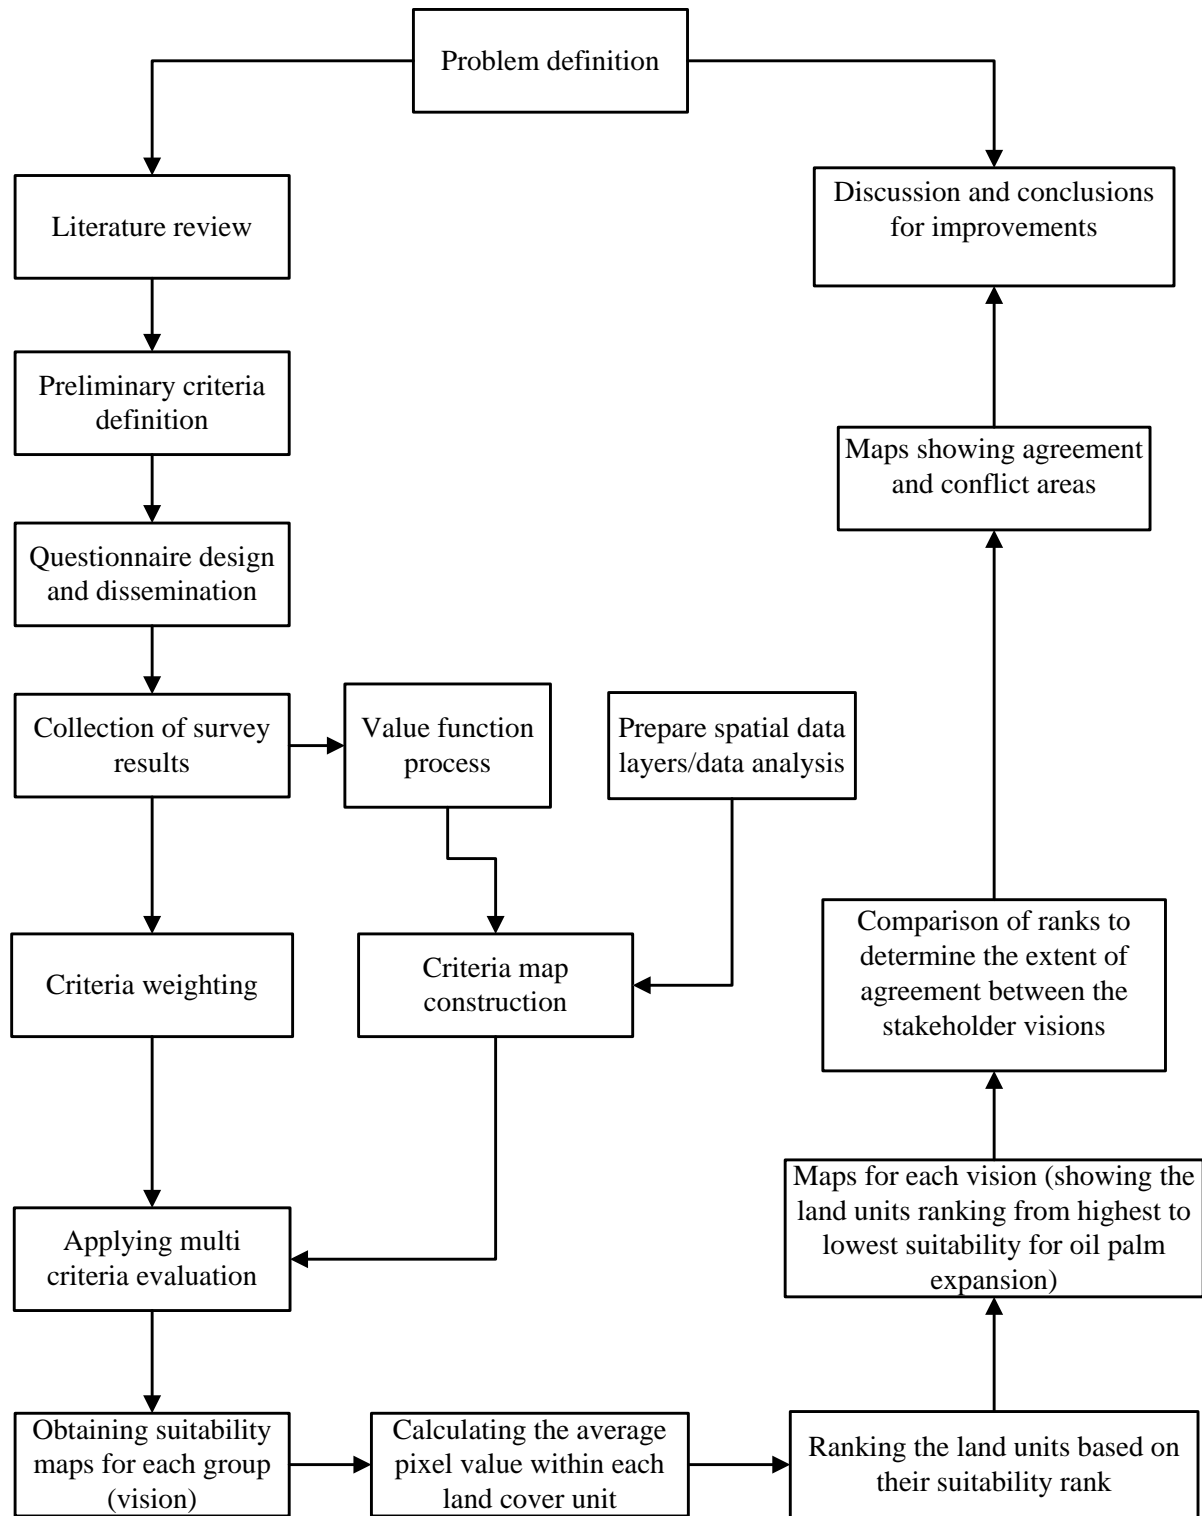 Problem definition
Literature review
Discussion and conclusions
for improvements
Preliminary criteria
definition
Maps showing agreement
and conflict areas
Questionnaire design
and dissemination
Collection of survey
results
Value function
process
Prepare spatial data
layers/data analysis
Criteria weighting
Criteria map
construction
Comparison of ranks to
determine the extent of
agreement between the
stakeholder visions
Applying multi
criteria evaluation
Maps for each vision (showing the
land units ranking from highest to
lowest suitability for oil palm
expansion)
Obtaining suitability
maps for each group
(vision)
Calculating the average
pixel value within each
land cover unit
Ranking the land units based on
their suitability rank